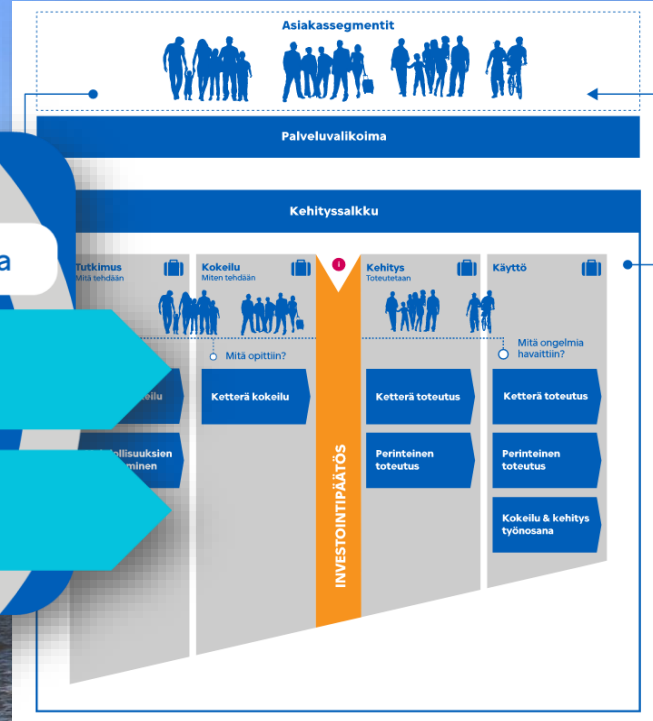 Asiakassegmentit
Palveluvalikoima
Kehityssalkku
a
Tutkimus
Mitä tehdään
Kokeilu
Miten tehdään
i
Kehitys
Toteutetaan
Käyttö
Mitä opittiin?
Mitä ongelmia
havaittiin?
Ketterä kokeilu
Ketterä toteutus
Ketterä toteutus
Perinteinen
toteutus
Perinteinen
toteutus
Kokeilu & kehitys
työnosana
INVESTOINTIPÄÄTÖS